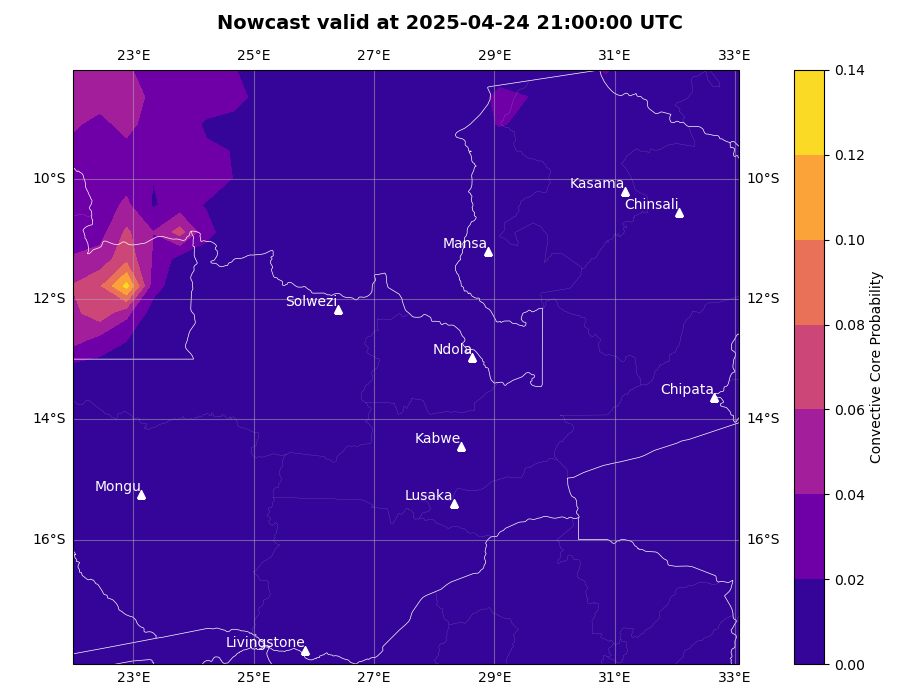 Nowcast valid at 2025-04-24 21:00:00 UTC
23°E 25°E 27°E 29°E 31°E 33°E
0.14
0.12
10°S 10°S
Kasama
Chinsali
0.10
Mansa
12°S 12°S
Solwezi
0.08
Ndola
Chipata
0.06
14°S 14°S
Kabwe
Mongu
Lusaka
0.04
16°S 16°S
0.02
Livingstone
0.00
23°E 25°E 27°E 29°E 31°E 33°E
Convective Core Probability